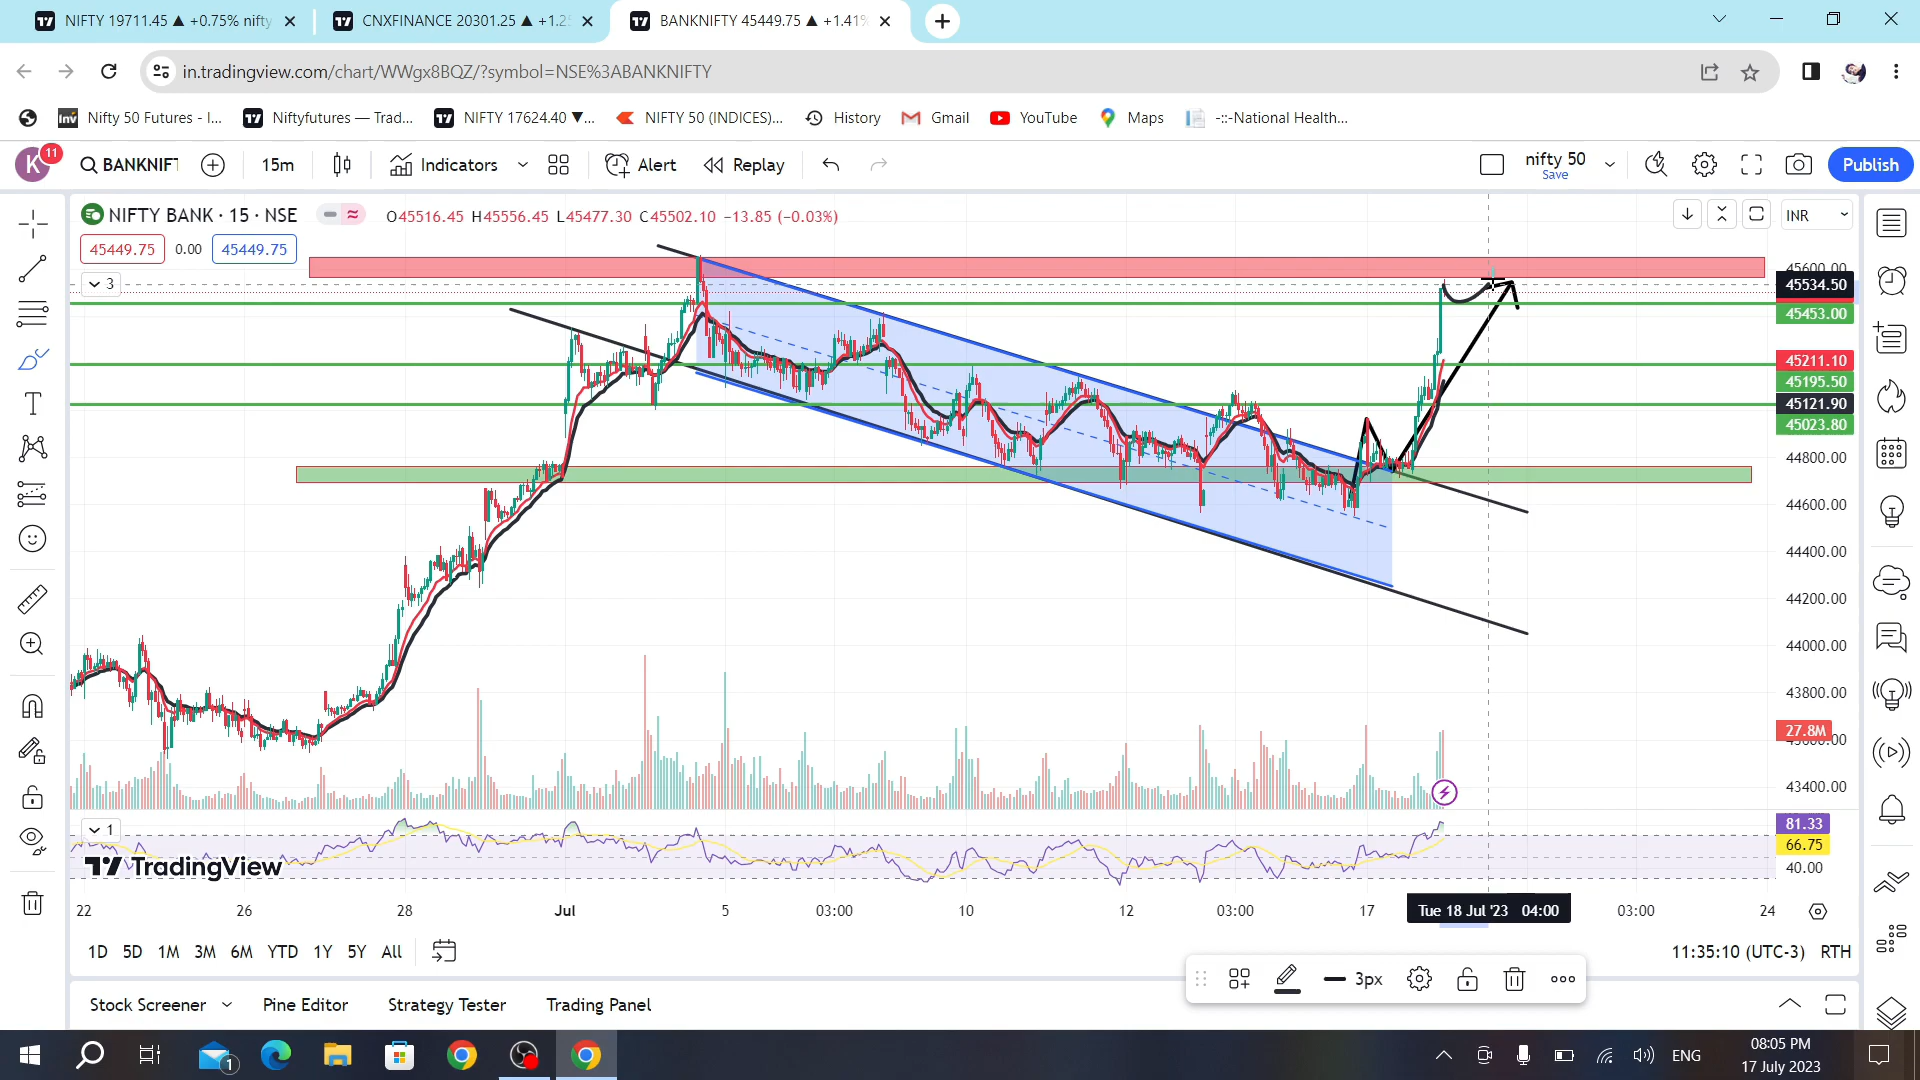 NIFTY 19711.45 ▲ +0.75% nifty
CNXFINANCE 20301.25 ▲ +1.2
BANKNIFTY 45449.75 ▲ +1.41%
in.tradingview.com/chart/WWgx8BQZ/?symbol=NSE%3ABANKNIFTY
Inv Nifty 50 Futures - I... Niftyfutures — Trad... NIFTY 17624.40 ▼... NIFTY 50 (INDICES)... History Gmail YouTube Maps -::-National Health...
K 11 BANKNIFT 15m Indicators Alert Replay nifty 50 Save Publish
NIFTY BANK · 15 · NSE O45516.45 H45556.45 L45477.30 C45502.10 −13.85 (−0.03%) INR
45449.75 0.00 45449.75
3
45600.00
45534.50
45453.00
45211.10
45195.50
45121.90
45023.80
44800.00
44600.00
44400.00
44200.00
44000.00
43800.00
27.8M
43400.00
1
81.33
66.75
40.00
TradingView
22 26 28 Jul 5 03:00 10 12 03:00 17 Tue 18 Jul '23 04:00 03:00 24
1D 5D 1M 3M 6M YTD 1Y 5Y All 11:35:10 (UTC-3) RTH
3px
Stock Screener Pine Editor Strategy Tester Trading Panel
1 ENG 08:05 PM
17 July 2023